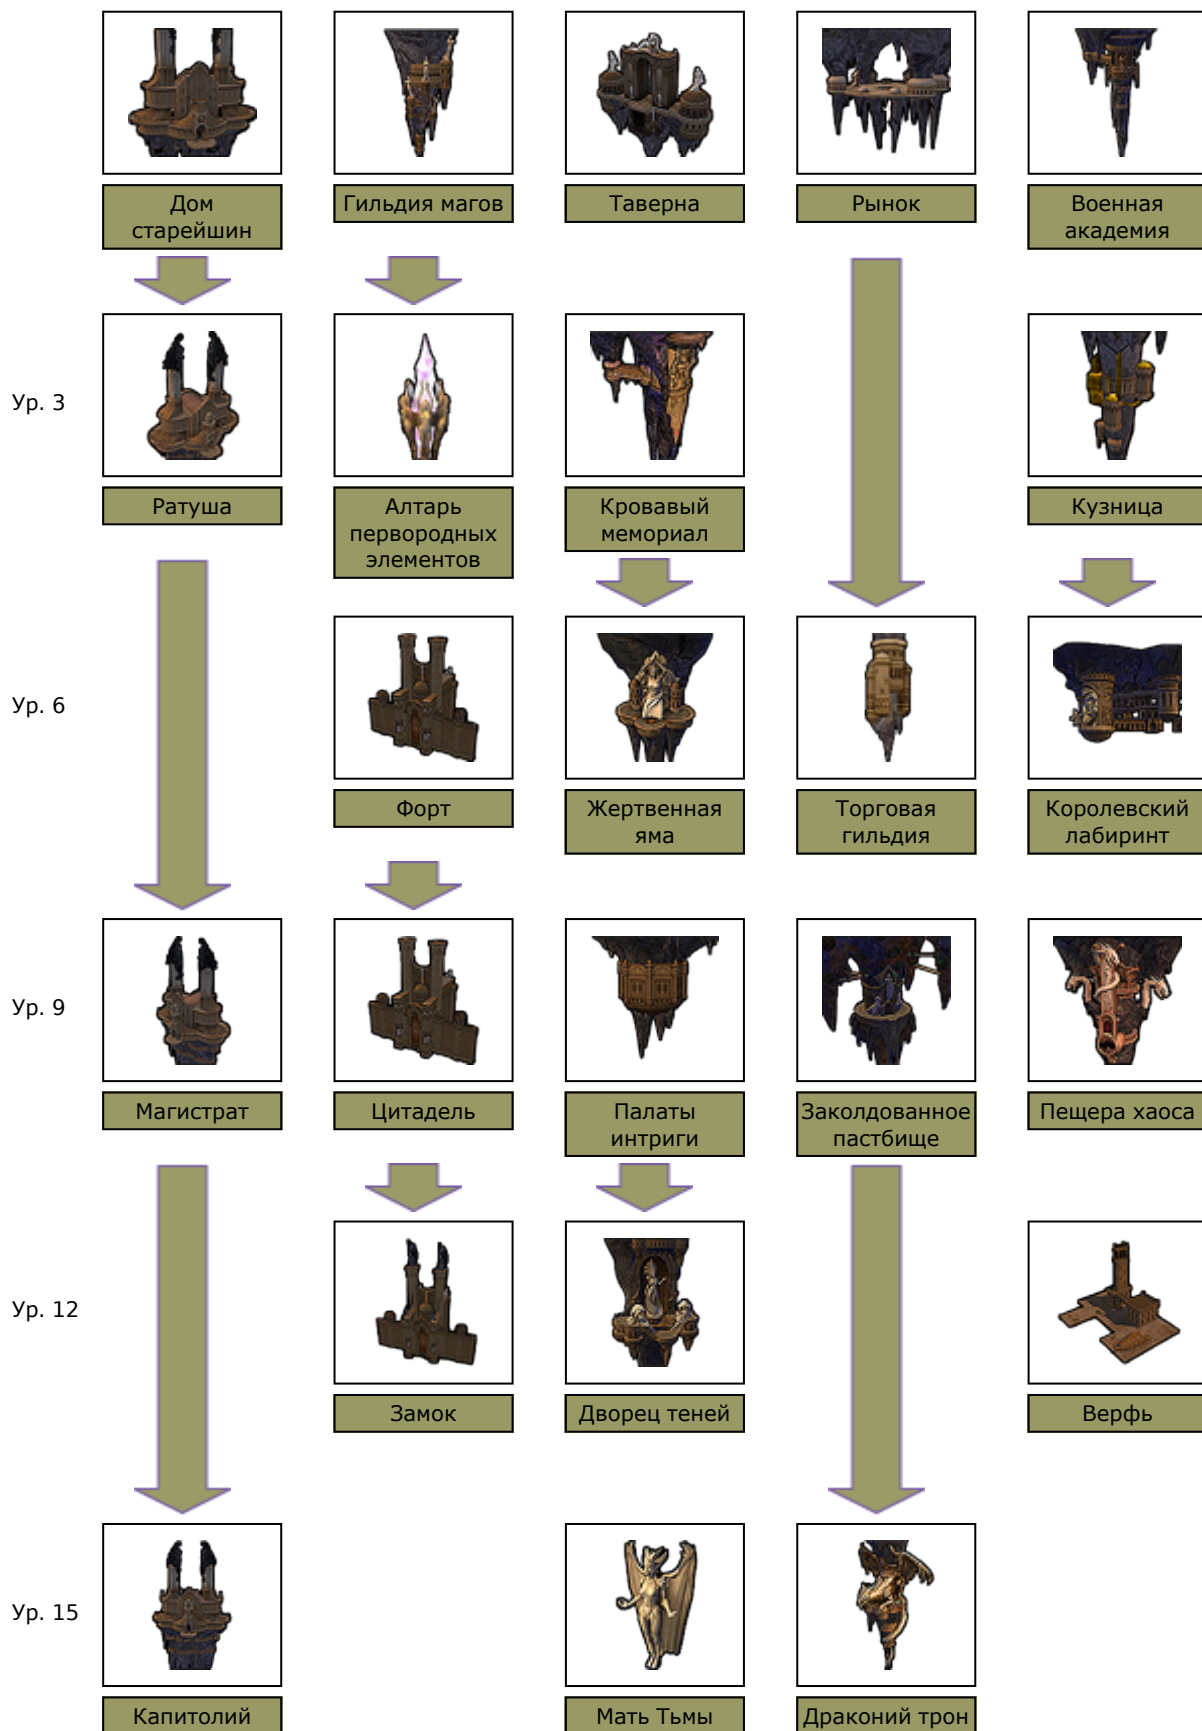 Дом
старейшин
Гильдия магов
Таверна
Рынок
Военная
академия
Ур. 3
Ратуша
Алтарь
первородных
элементов
Кровавый
мемориал
Кузница
Ур. 6
Форт
Жертвенная
яма
Торговая
гильдия
Королевский
лабиринт
Ур. 9
Магистрат
Цитадель
Палаты
интриги
Заколдованное
пастбище
Пещера хаоса
Ур. 12
Замок
Дворец теней
Верфь
Ур. 15
Капитолий
Мать Тьмы
Драконий трон